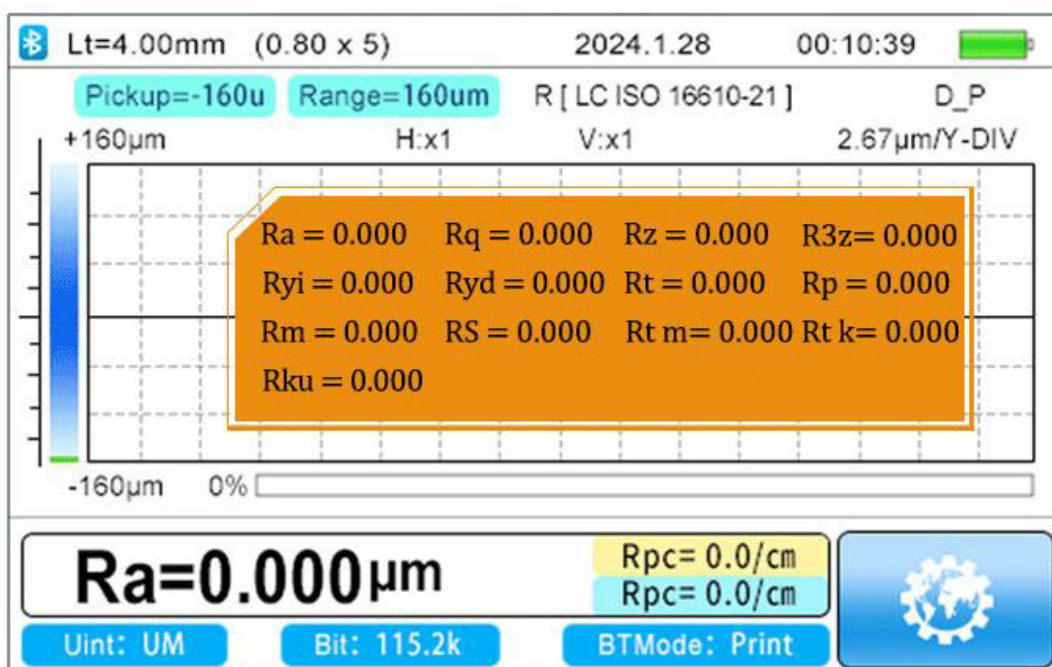 Lt=4.00mm (0.80 x 5) 2024.1.28 00:10:39
Pickup=-160u Range=160um R [ LC ISO 16610-21 ] D_P
+160μm H:x1 V:x1 2.67μm/Y-DIV
Ra = 0.000 Rq = 0.000 Rz = 0.000 R3z= 0.000
Ryi = 0.000 Ryd = 0.000 Rt = 0.000 Rp = 0.000
Rm = 0.000 RS = 0.000 Rt m= 0.000 Rt k= 0.000
Rku = 0.000
-160μm 0%
Ra=0.000μm Rpc= 0.0/cm
Rpc= 0.0/cm
Uint: UM Bit: 115.2k BTMode: Print